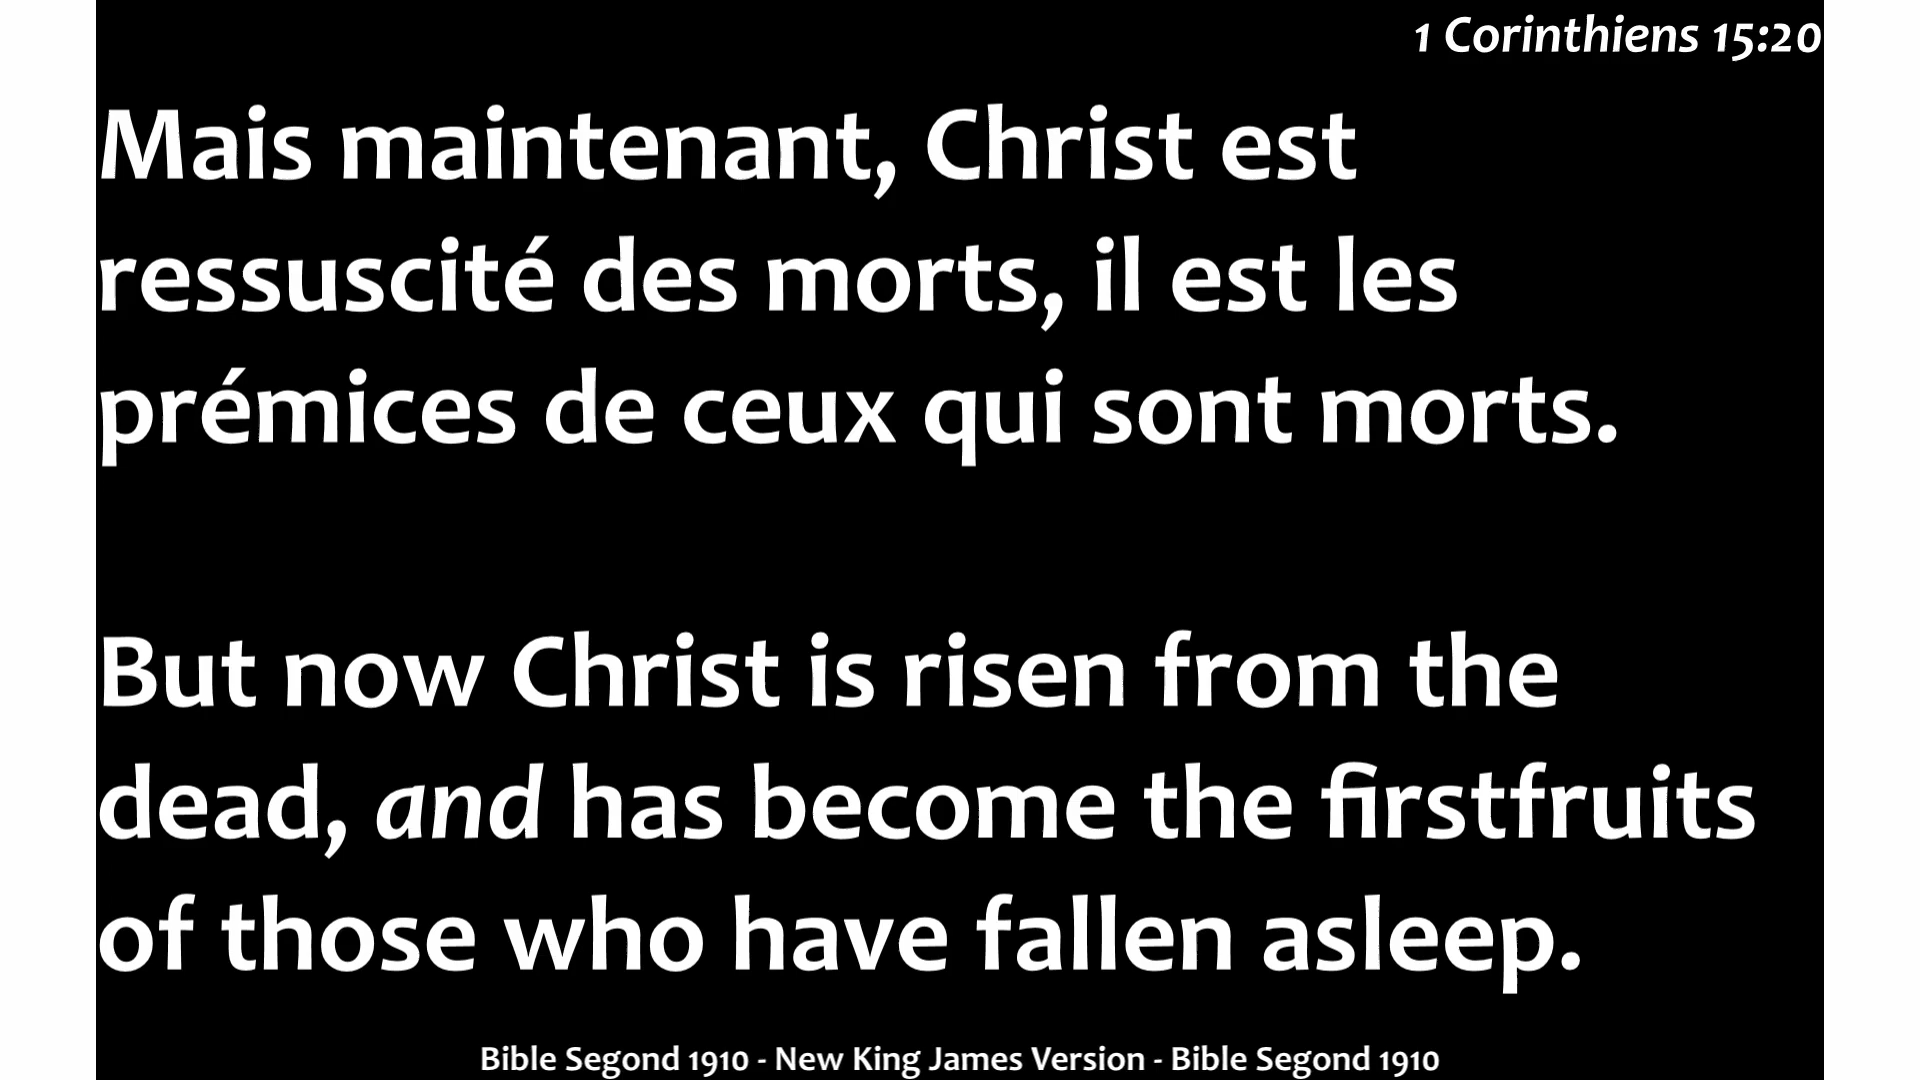 1 Corinthiens 15:20
Mais maintenant, Christ est
ressuscité des morts, il est les
prémices de ceux qui sont morts.
But now Christ is risen from the
dead, and has become the firstfruits
of those who have fallen asleep.
Bible Segond 1910 - New King James Version - Bible Segond 1910